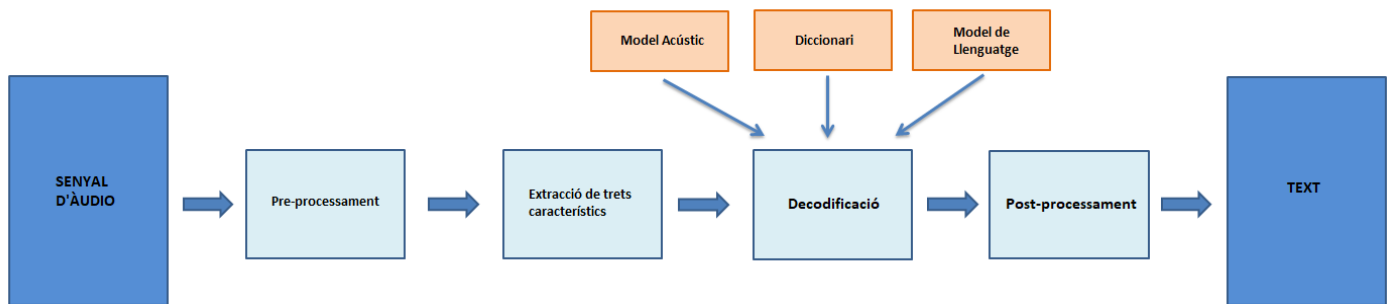 Model Acústic
Diccionari
Model de
Llenguatge
SENYAL
D'ÀUDIO
Pre-processament
Extracció de trets
característics
Decodificació
Post-processament
TEXT